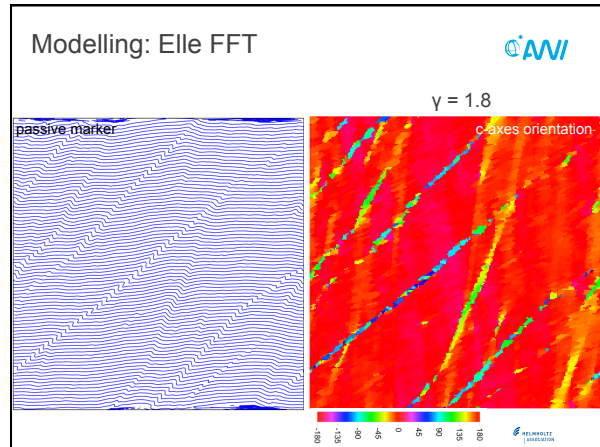 Modelling: Elle FFT
AWI
γ = 1.8
passive marker
c-axes orientation
-180
-135
-90
-45
0
45
90
135
180
HELMHOLTZ
ASSOCIATION